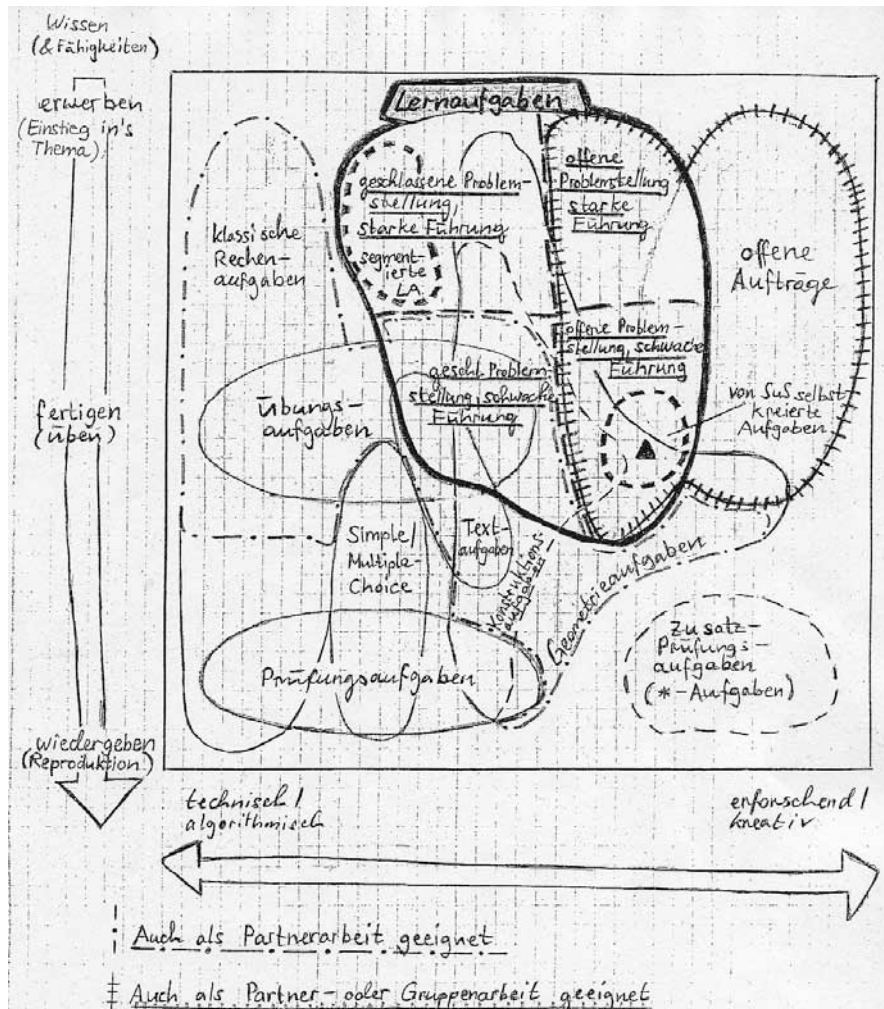 Wissen
(& Fähigkeiten)
erwerben
(Einstieg in's
Thema)
fertigen
(üben)
wiedergeben
(Reproduktion)
Lernaufgaben
geschlossene Problem-
stellung,
starke Führung
segment-
ierte
L.A.
offene
Problemstellung
starke
Führung
klassische
Rechen-
aufgaben
offene
Aufträge
offene Problem-
stellung, schwache
Führung
geschl. Problem-
stellung, schwache
Führung
von SuS selbst
kreierte
Aufgaben
Übungs-
aufgaben
Simple/
Multiple-
Choice
Text-
aufgaben
Konstruktions-
aufgaben
Geometrieaufgaben
Zusatz-
Prüfungs-
aufgaben
(*-Aufgaben)
Prüfungsaufgaben
technisch/
algorithmisch
erforschend/
kreativ
Auch als Partnerarbeit geeignet
Auch als Partner- oder Gruppenarbeit geeignet